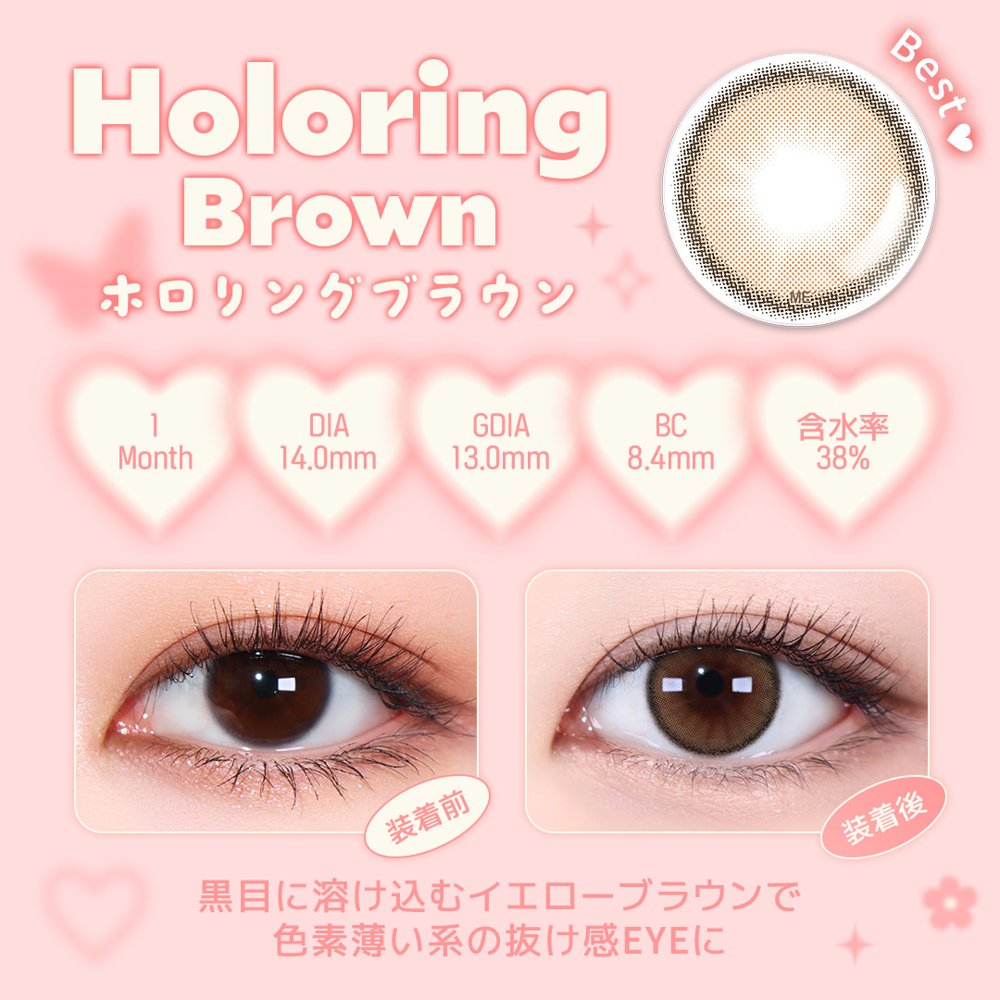 Holoring
Brown
ホロリングブラウン
Best♥
ME
1
Month
DIA
14.0mm
GDIA
13.0mm
BC
8.4mm
含水率
38%
装着前
装着後
黒目に溶け込むイエローブラウンで
色素薄い系の抜け感EYEに